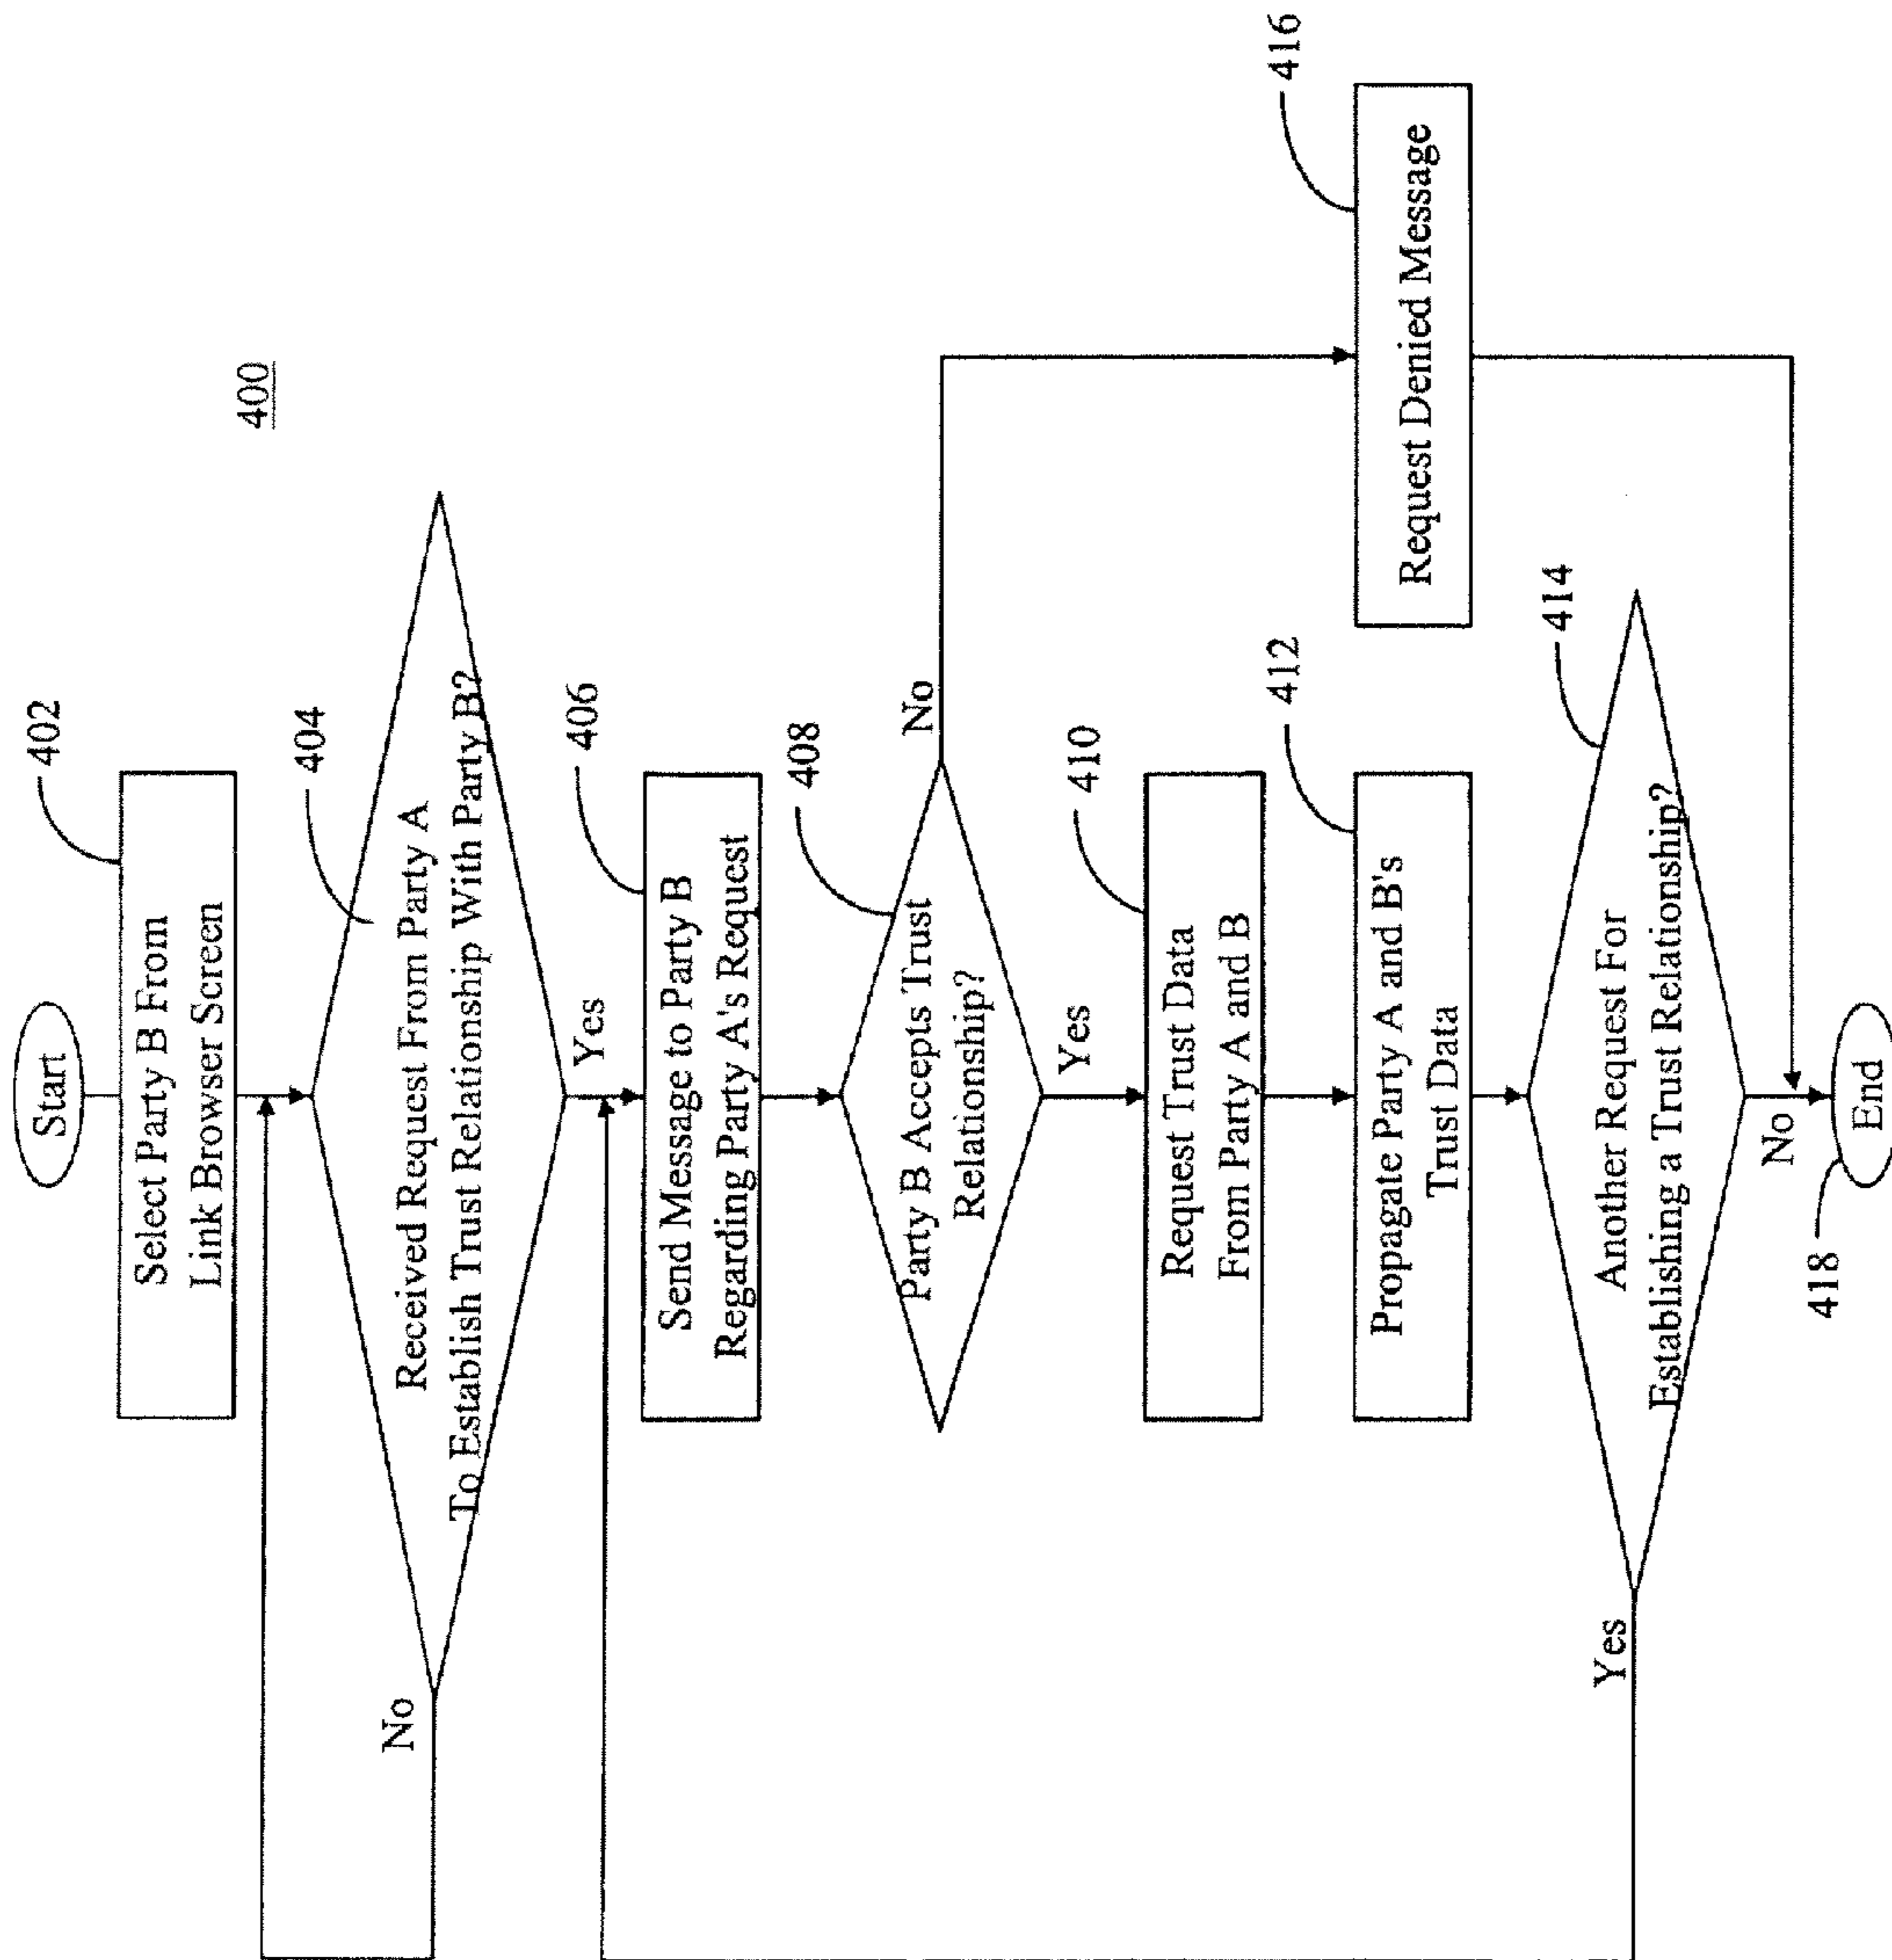 400
Start
402
Select Party B From
Link Browser Screen
404
Received Request From Party A
To Establish Trust Relationship With Party B?
No
Yes
406
Send Message to Party B
Regarding Party A's Request
408
Party B Accepts Trust
Relationship?
No
Yes
410
Request Trust Data
From Party A and B
412
Propagate Party A and B's
Trust Data
416
Request Denied Message
414
Another Request For
Establishing a Trust Relationship?
Yes
No
418
End